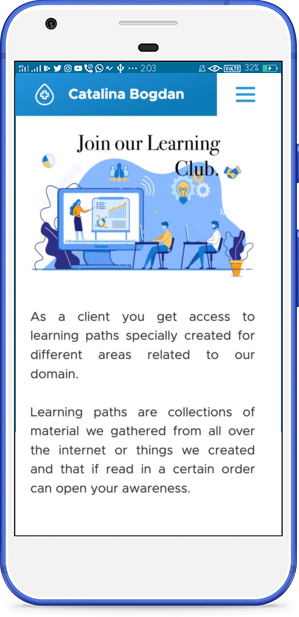 2:03
VOLTE
32%
Catalina Bogdan
Join our Learning
Club.
As a client you get access to
learning paths specially created for
different areas related to our
domain.
Learning paths are collections of
material we gathered from all over
the internet or things we created
and that if read in a certain order
can open your awareness.